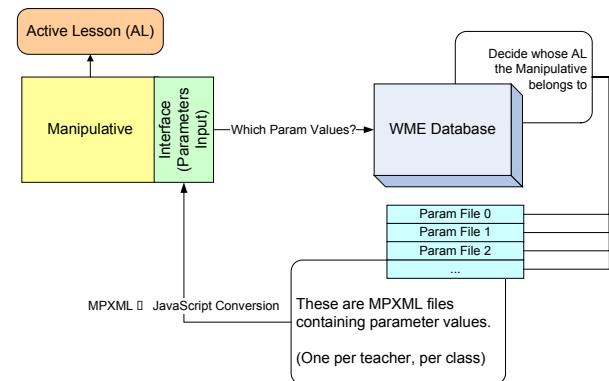 Active Lesson (AL)
Manipulative
Interface
(Parameters
Input)
Which Param Values?
WME Database
Decide whose AL
the Manipulative
belongs to
Param File 0
Param File 1
Param File 2
...
MPXML ▯ JavaScript Conversion
These are MPXML files
containing parameter values.
(One per teacher, per class)